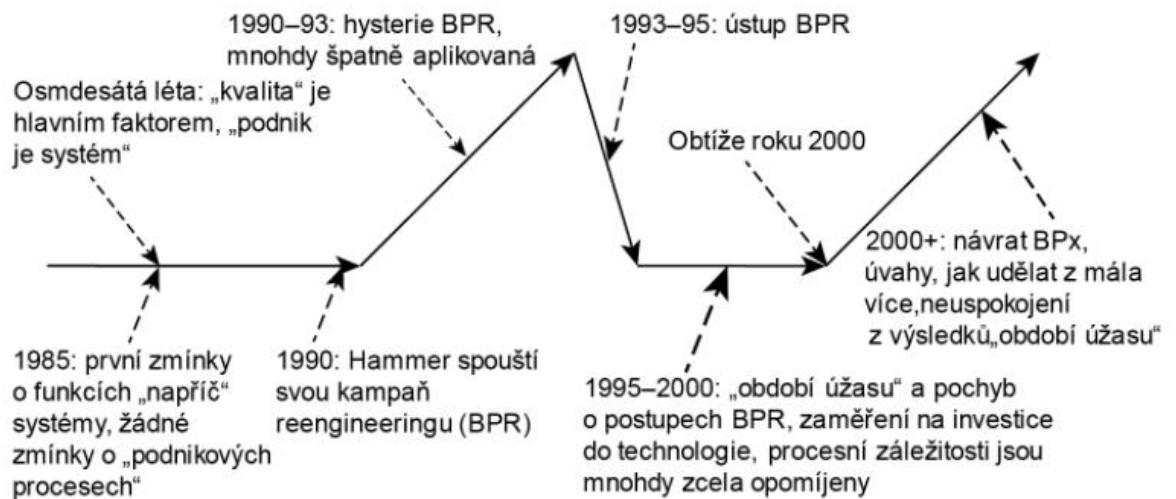 1990–93: hysterie BPR,
mnohdy špatně aplikovaná
1993–95: ústup BPR
Osmdesátá léta: „kvalita“ je
hlavním faktorem, „podnik
je systém“
Obtíže roku 2000
2000+: návrat BPx,
úvahy, jak udělat z mála
více,neuspokojení
z výsledků„období úžasu“
1985: první zmínky
o funkcích „napříč“
systémy, žádné
zmínky o „podnikových
procesech“
1990: Hammer spouští
svou kampaň
reengineeringu (BPR)
1995–2000: „období úžasu“ a pochyb
o postupech BPR, zaměření na investice
do technologie, procesní záležitosti jsou
mnohdy zcela opomíjeny